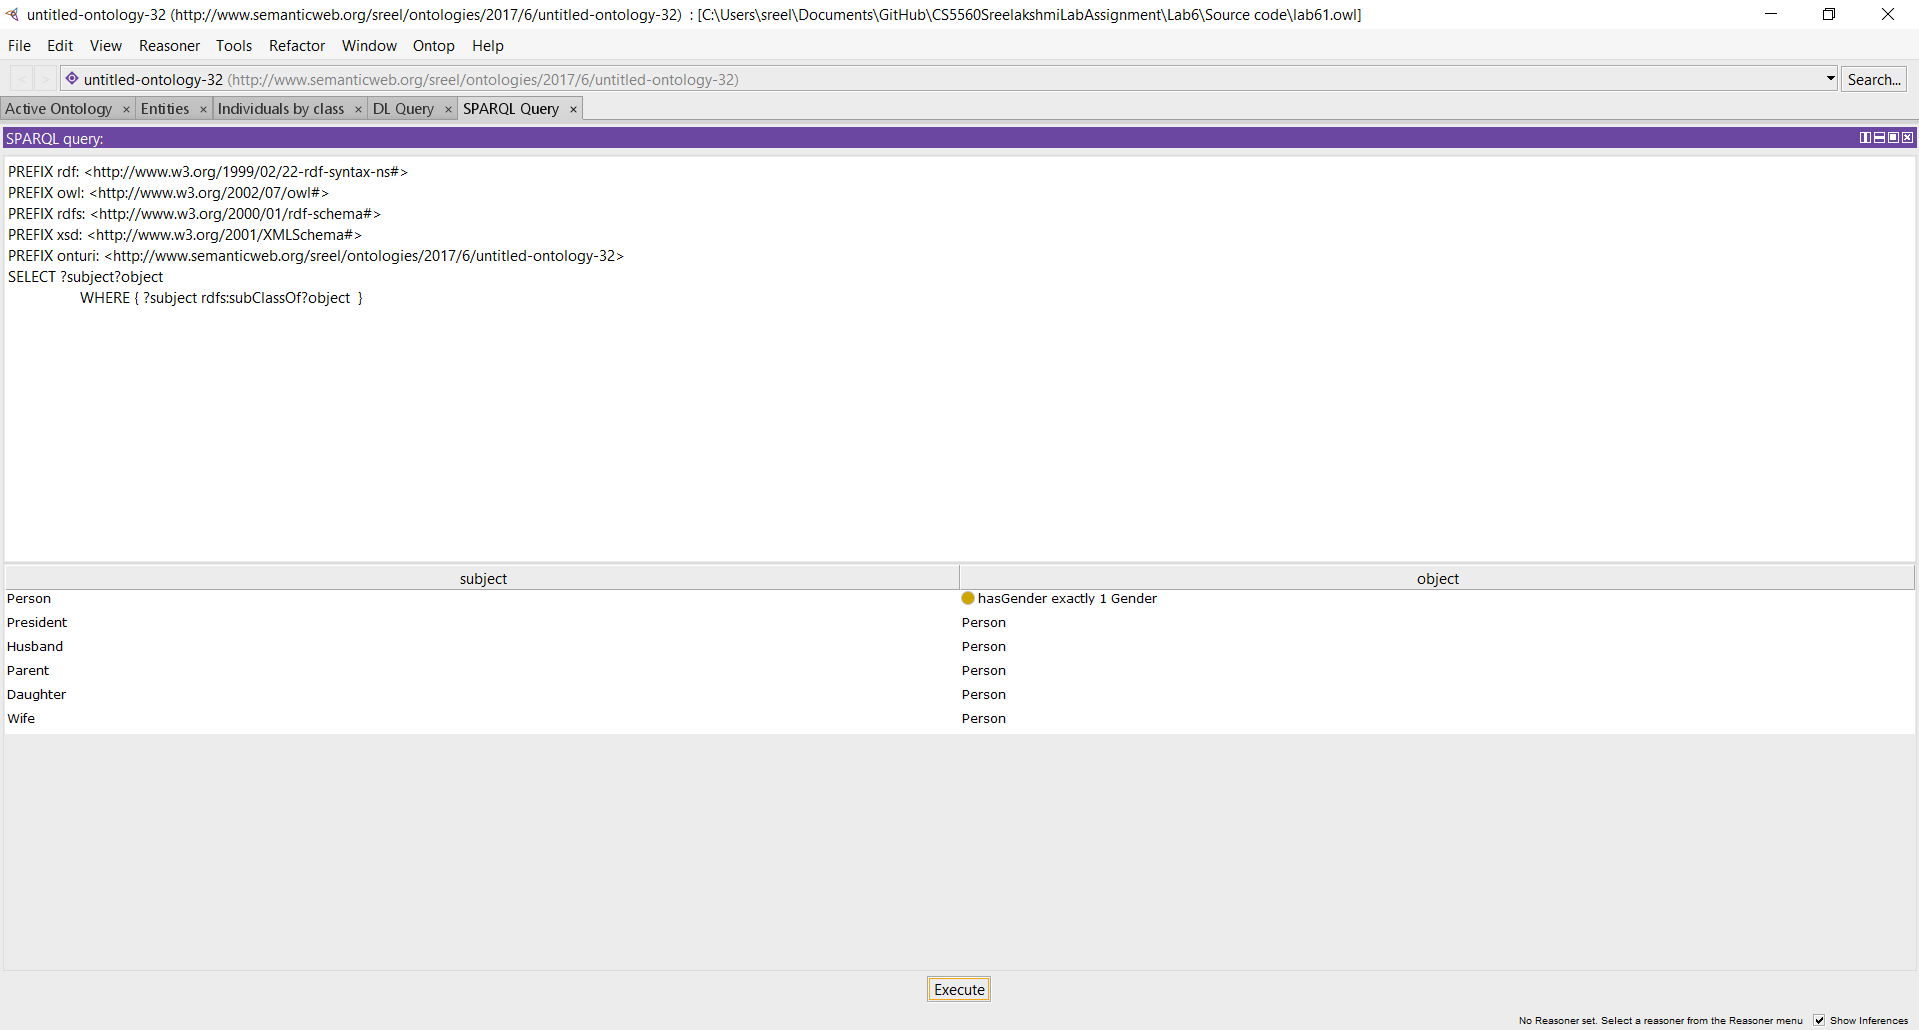 untitled-ontology-32 (http://www.semanticweb.org/sreel/ontologies/2017/6/untitled-ontology-32) : [C:\Users\sreel\Documents\GitHub\CS5560SreelakshmiLabAssignment\Lab6\Source code\lab61.owl]
File Edit View Reasoner Tools Refactor Window Ontop Help
< > untitled-ontology-32 (http://www.semanticweb.org/sreel/ontologies/2017/6/untitled-ontology-32) Search...
Active Ontology × Entities × Individuals by class × DL Query × SPARQL Query ×
SPARQL query:
PREFIX rdf: <http://www.w3.org/1999/02/22-rdf-syntax-ns#>
PREFIX owl: <http://www.w3.org/2002/07/owl#>
PREFIX rdfs: <http://www.w3.org/2000/01/rdf-schema#>
PREFIX xsd: <http://www.w3.org/2001/XMLSchema#>
PREFIX onturi: <http://www.semanticweb.org/sreel/ontologies/2017/6/untitled-ontology-32>
SELECT ?subject?object
WHERE { ?subject rdfs:subClassOf?object }
subject object
Person hasGender exactly 1 Gender
President Person
Husband Person
Parent Person
Daughter Person
Wife Person
Execute
No Reasoner set. Select a reasoner from the Reasoner menu Show Inferences